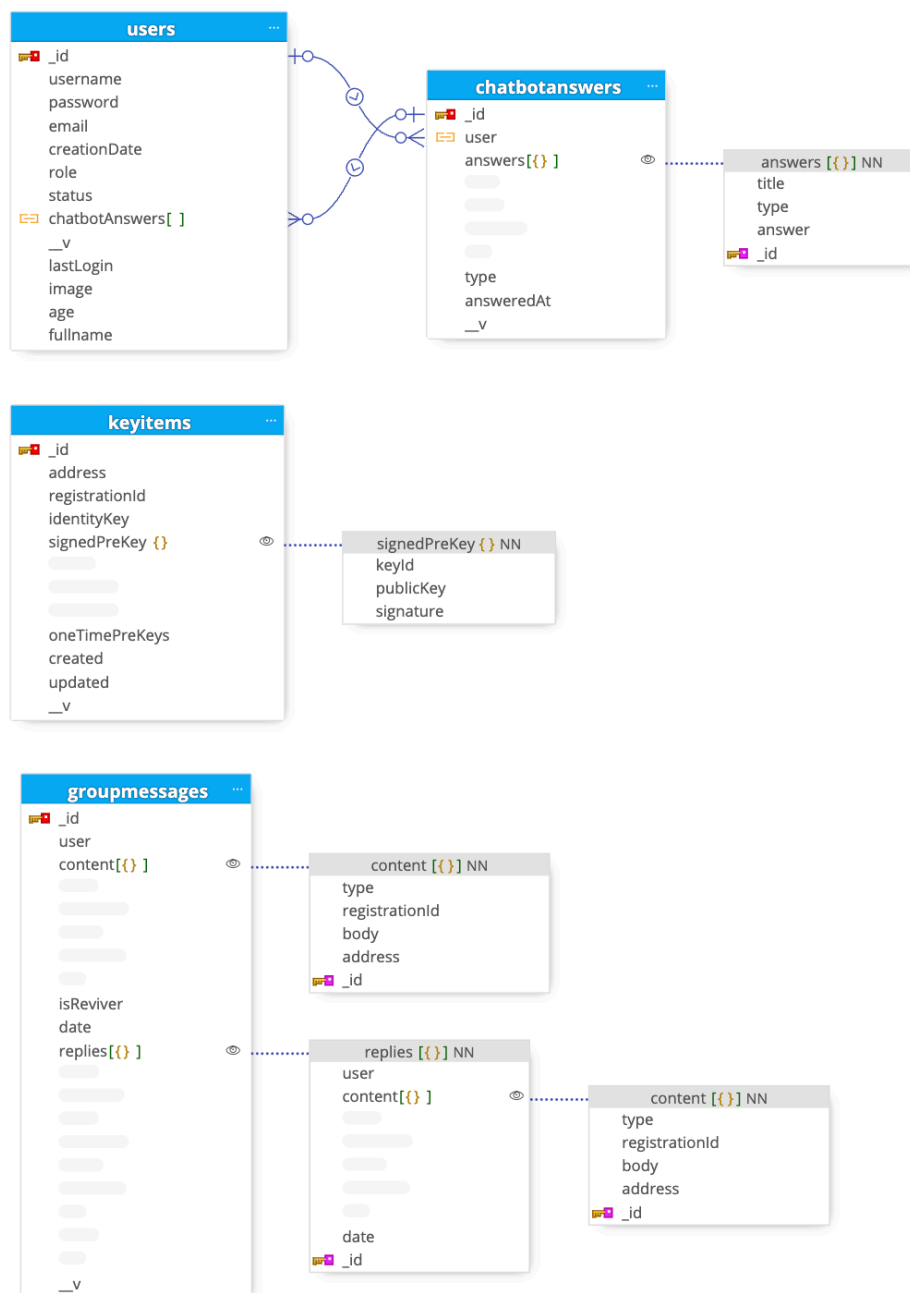 users
...
_id
username
password
email
creationDate
role
status
chatbotAnswers[ ]
__v
lastLogin
image
age
fullname
chatbotanswers
...
_id
user
answers[{} ]
type
answeredAt
__v
answers [{}] NN
title
type
answer
_id
keyitems
...
_id
address
registrationId
identityKey
signedPreKey {}
oneTimePreKeys
created
updated
__v
signedPreKey {} NN
keyId
publicKey
signature
groupmessages
...
_id
user
content[{} ]
isReviver
date
replies[{} ]
__v
content [{}] NN
type
registrationId
body
address
_id
replies [{}] NN
user
content[{} ]
date
_id
content [{}] NN
type
registrationId
body
address
_id